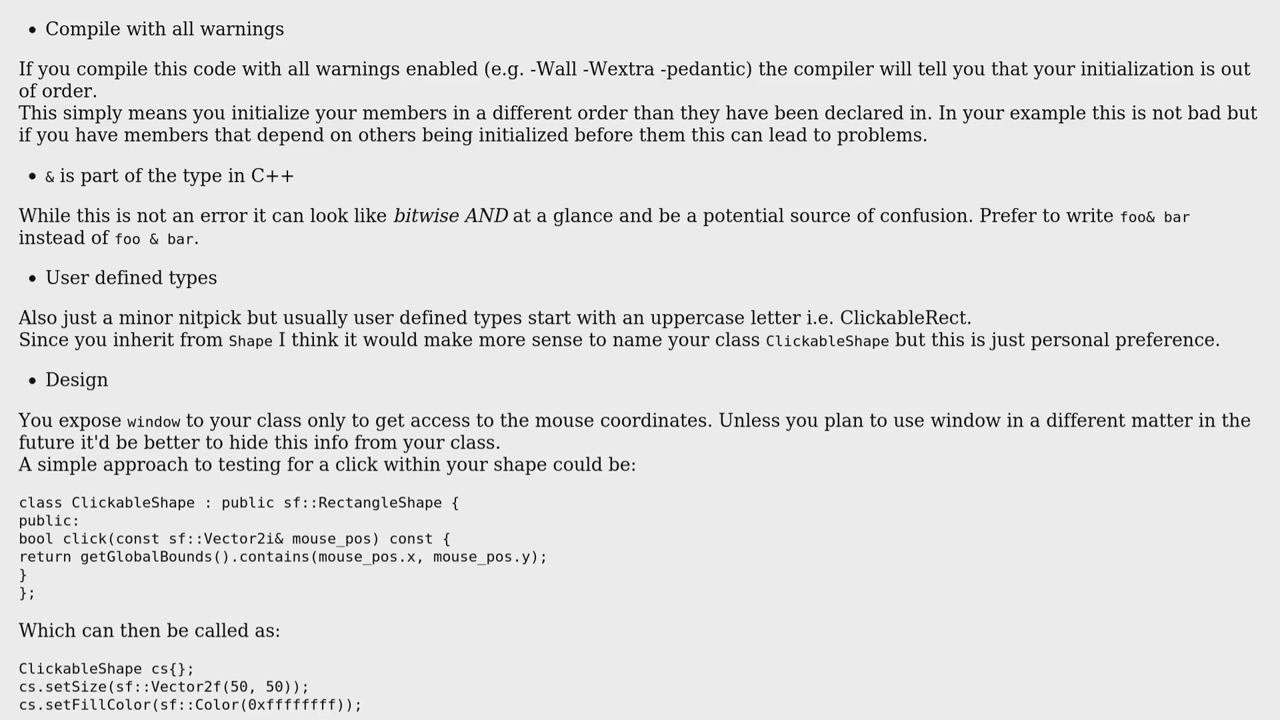 • Compile with all warnings
If you compile this code with all warnings enabled (e.g. -Wall -Wextra -pedantic) the compiler will tell you that your initialization is out
of order.
This simply means you initialize your members in a different order than they have been declared in. In your example this is not bad but
if you have members that depend on others being initialized before them this can lead to problems.
• & is part of the type in C++
While this is not an error it can look like bitwise AND at a glance and be a potential source of confusion. Prefer to write foo& bar
instead of foo & bar.
• User defined types
Also just a minor nitpick but usually user defined types start with an uppercase letter i.e. ClickableRect.
Since you inherit from Shape I think it would make more sense to name your class ClickableShape but this is just personal preference.
• Design
You expose window to your class only to get access to the mouse coordinates. Unless you plan to use window in a different matter in the
future it'd be better to hide this info from your class.
A simple approach to testing for a click within your shape could be:
class ClickableShape : public sf::RectangleShape {
public:
bool click(const sf::Vector2i& mouse_pos) const {
return getGlobalBounds().contains(mouse_pos.x, mouse_pos.y);
}
};
Which can then be called as:
ClickableShape cs{};
cs.setSize(sf::Vector2f(50, 50));
cs.setFillColor(sf::Color(0xffffffff));